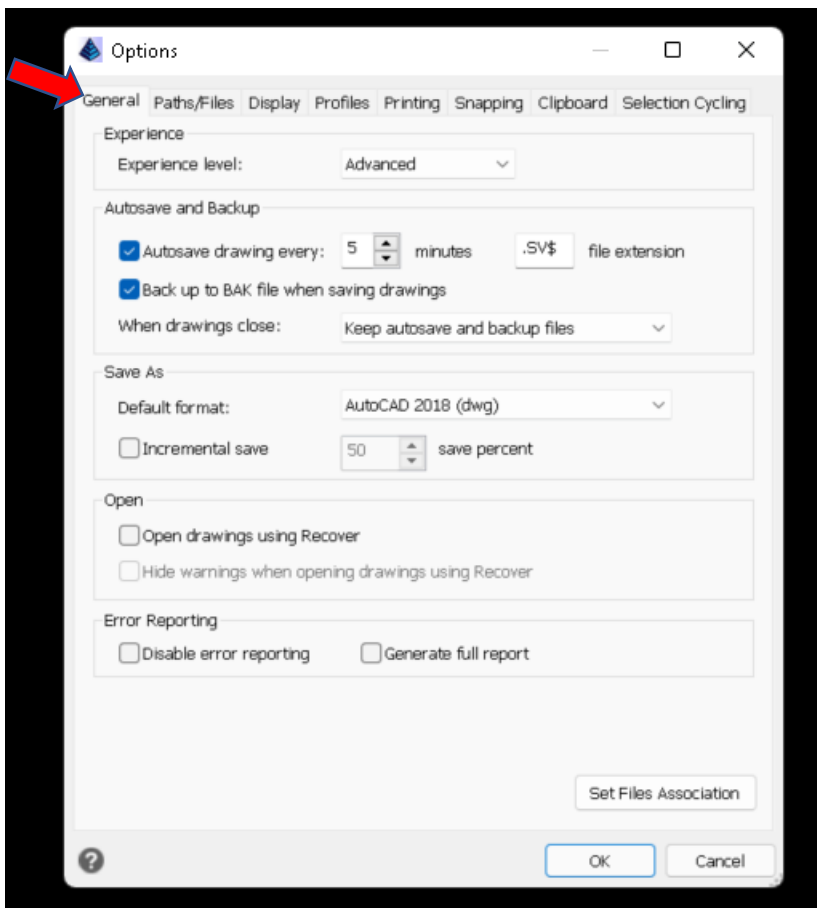 Options
General Paths/Files Display Profiles Printing Snapping Clipboard Selection Cycling
Experience
Experience level: Advanced
Autosave and Backup
Autosave drawing every: 5 minutes .SV$ file extension
Back up to BAK file when saving drawings
When drawings close: Keep autosave and backup files
Save As
Default format: AutoCAD 2018 (dwg)
Incremental save 50 save percent
Open
Open drawings using Recover
Hide warnings when opening drawings using Recover
Error Reporting
Disable error reporting Generate full report
Set Files Association
? OK Cancel